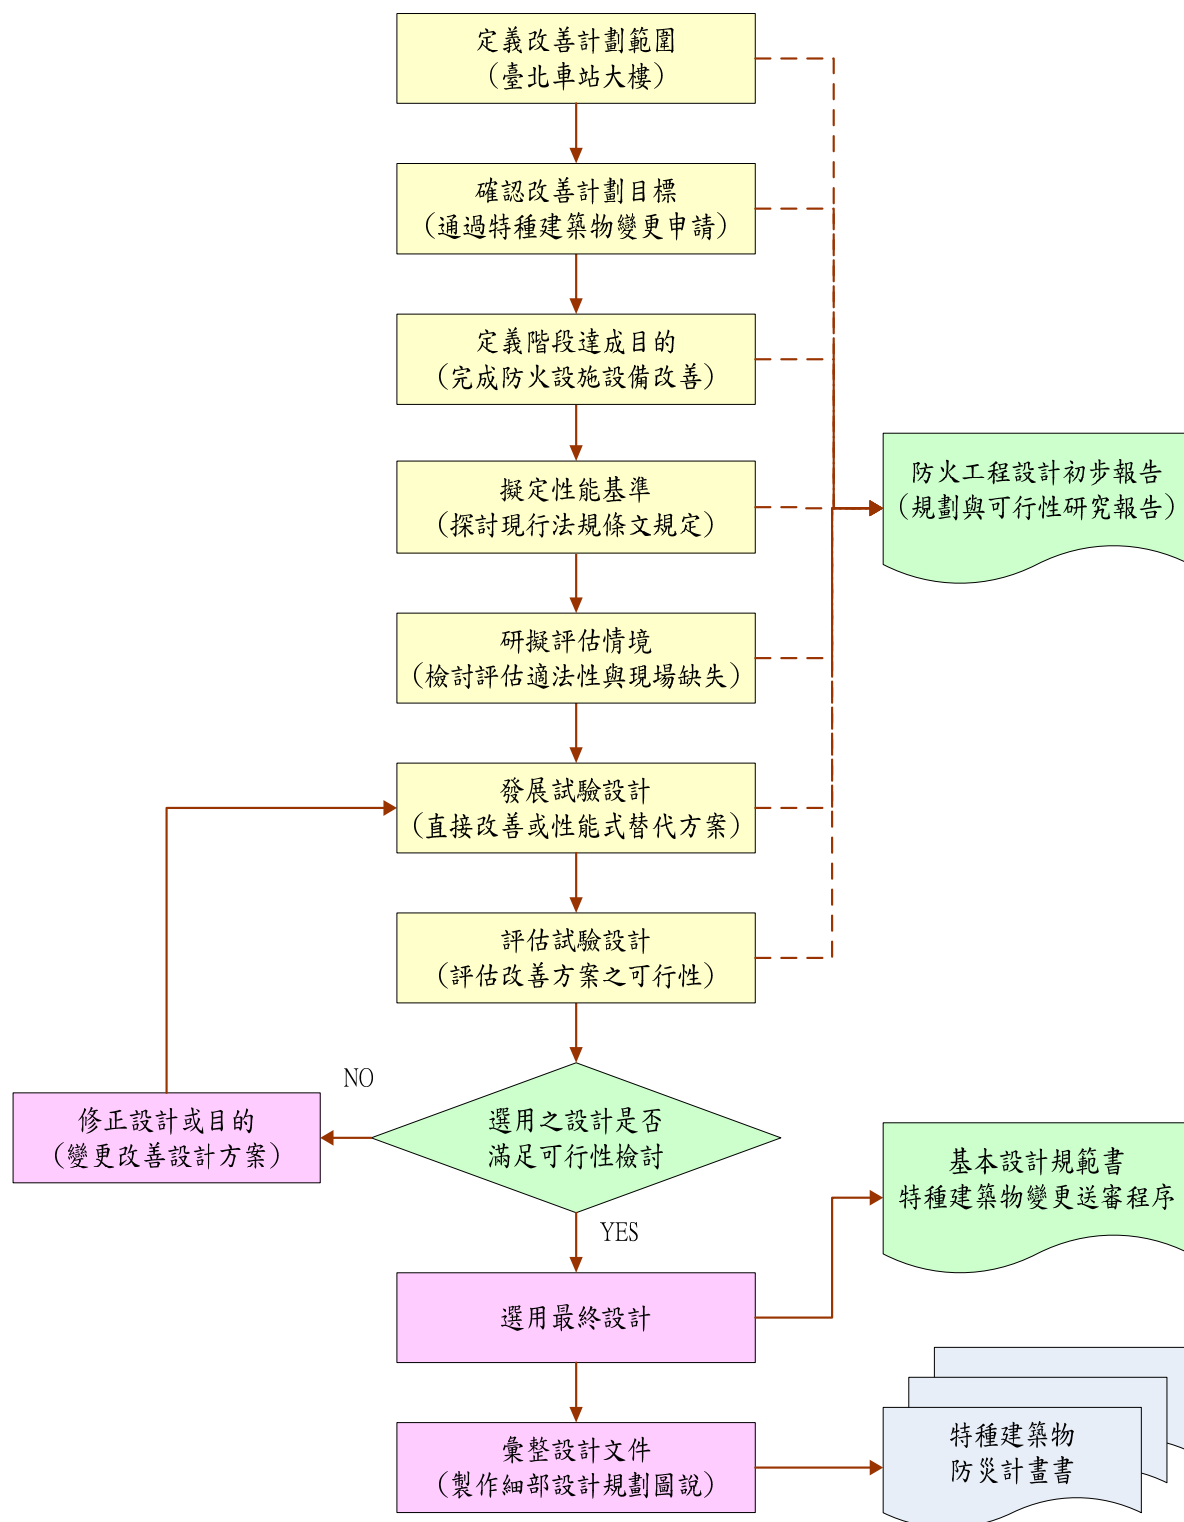 定義改善計劃範圍
(臺北車站大樓)
確認改善計劃目標
(通過特種建築物變更申請)
定義階段達成目的
(完成防火設施設備改善)
擬定性能基準
(探討現行法規條文規定)
防火工程設計初步報告
(規劃與可行性研究報告)
研擬評估情境
(檢討評估適法性與現場缺失)
發展試驗設計
(直接改善或性能式替代方案)
評估試驗設計
(評估改善方案之可行性)
NO
選用之設計是否
滿足可行性檢討
修正設計或目的
(變更改善設計方案)
YES
基本設計規範書
特種建築物變更送審程序
選用最終設計
彙整設計文件
(製作細部設計規劃圖說)
特種建築物
防災計畫書